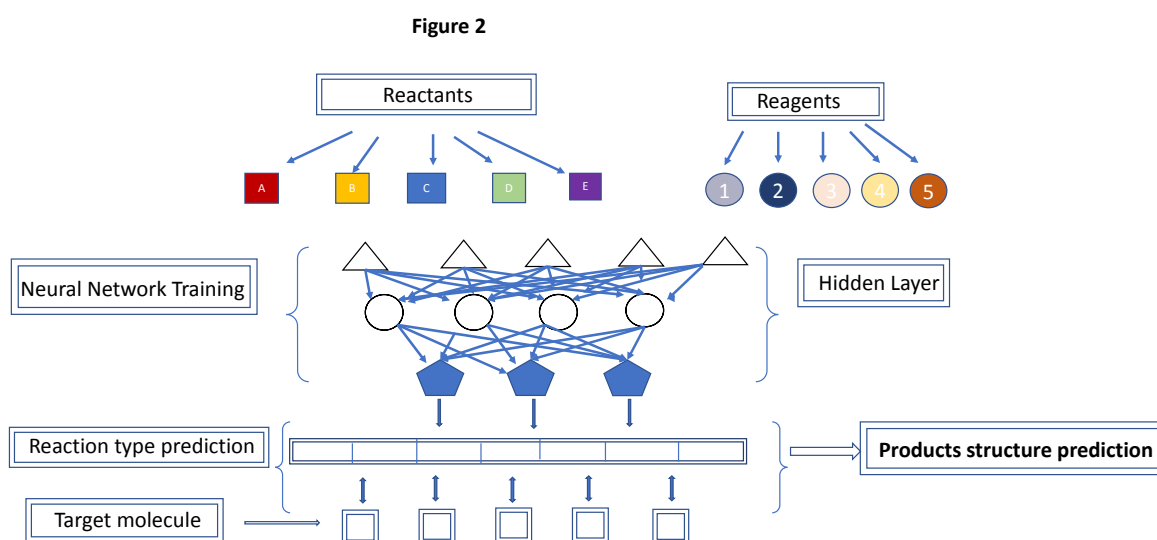 Figure 2
Reactants
Reagents
A
B
C
D
E
1
2
3
4
5
Neural Network Training
Hidden Layer
Reaction type prediction
Products structure prediction
Target molecule